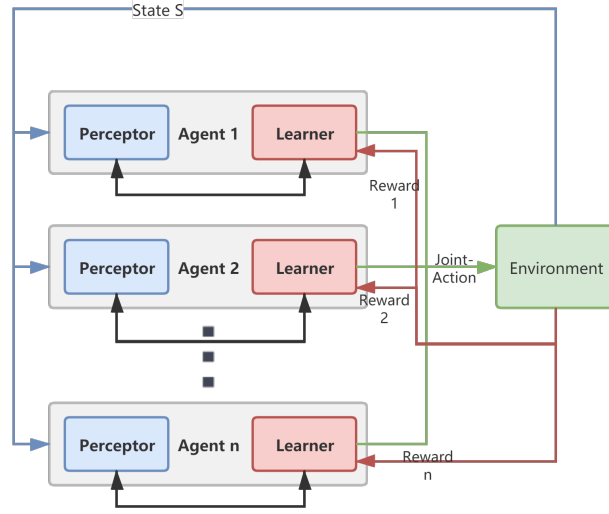 State S
Perceptor
Agent 1
Learner
Reward
1
Perceptor
Agent 2
Learner
Joint-
Action
Environment
Reward
2
Perceptor
Agent n
Learner
Reward
n